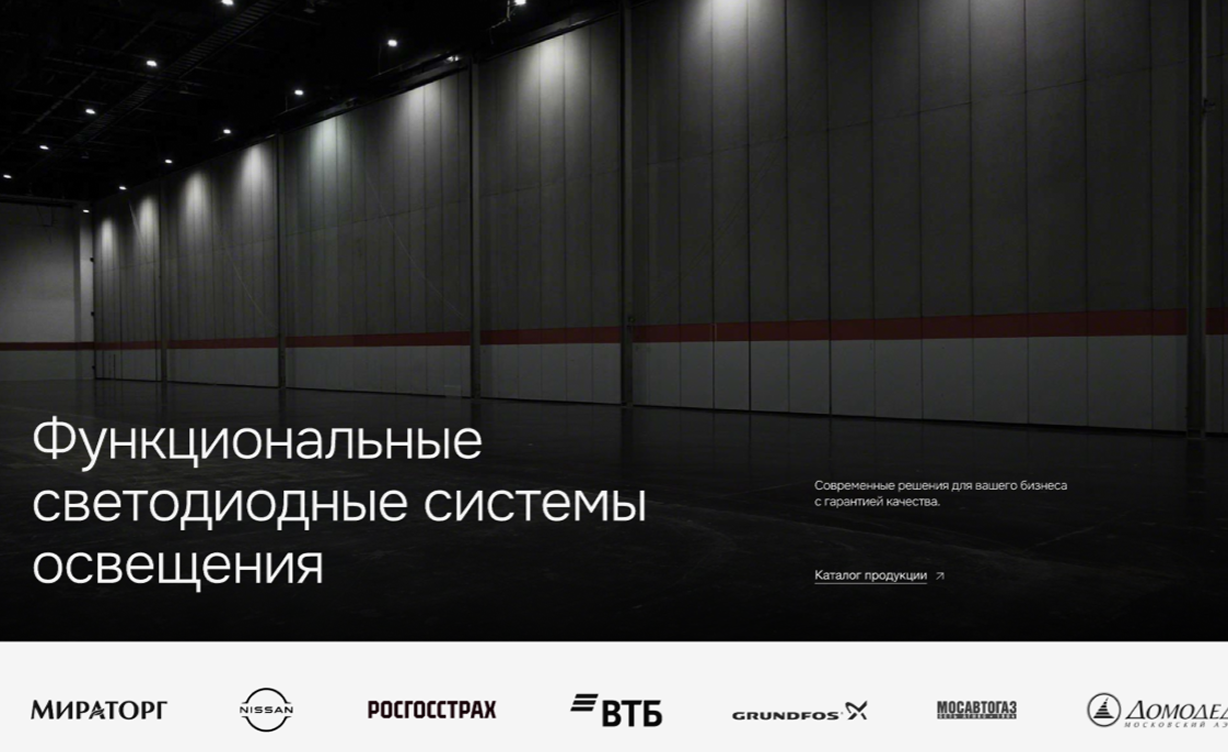 Функциональные
светодиодные системы
освещения
Современные решения для вашего бизнеса
с гарантией качества.
Каталог продукции
МИРАТОРГ
NISSAN
РОСГОССТРАХ
ВТБ
GRUNDFOS
МОСАВТОГАЗ